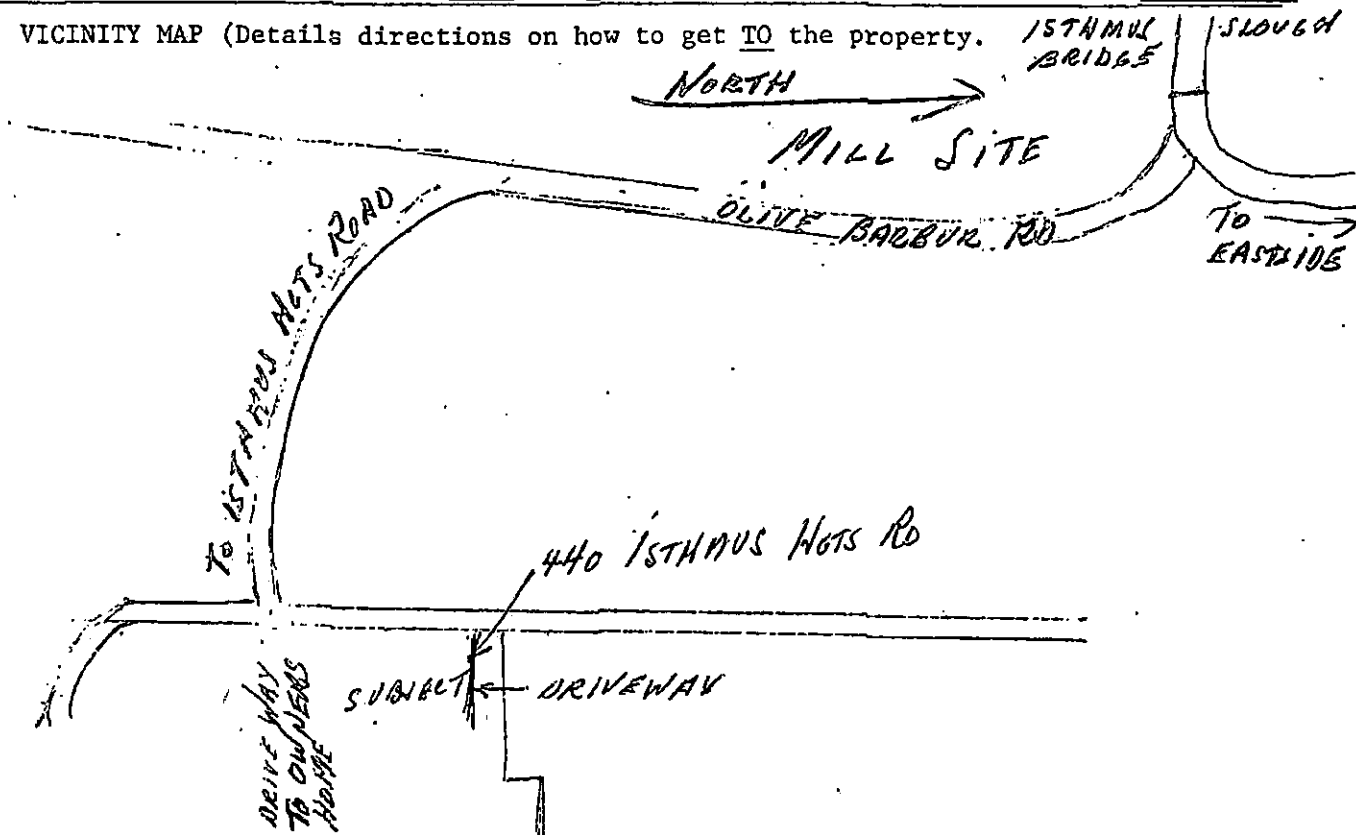 VICINITY MAP (Details directions on how to get TO the property.
ISTHMUS
BRIDGE
SLOUGH
NORTH
MILL SITE
OLIVE BARBUR RD
TO
EASTSIDE
TO ISTHMUS HGTS ROAD
440 ISTHMUS HGTS RD
SUBJECT
DRIVEWAY
DRIVE WAY
TO OWNERS
HOME